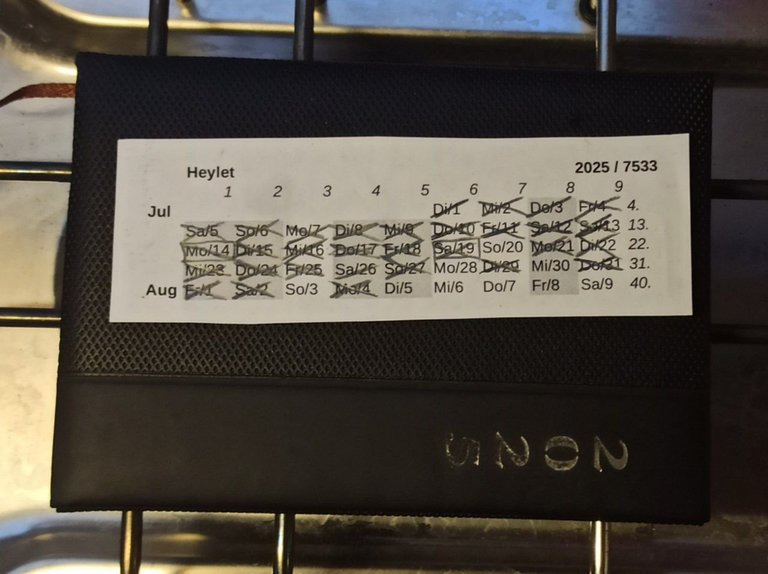 Heylet 2025 / 7533
1 2 3 4 5 6 7 8 9
Jul Di/1 Mi/2 Do/3 Fr/4 4.
Sa/5 So/6 Mo/7 Di/8 Mi/9 Do/10 Fr/11 Sa/12 So/13 13.
Mo/14 Di/15 Mi/16 Do/17 Fr/18 Sa/19 So/20 Mo/21 Di/22 22.
Mi/23 Do/24 Fr/25 Sa/26 So/27 Mo/28 Di/29 Mi/30 Do/31 31.
Aug Fr/1 Sa/2 So/3 Mo/4 Di/5 Mi/6 Do/7 Fr/8 Sa/9 40.
2025